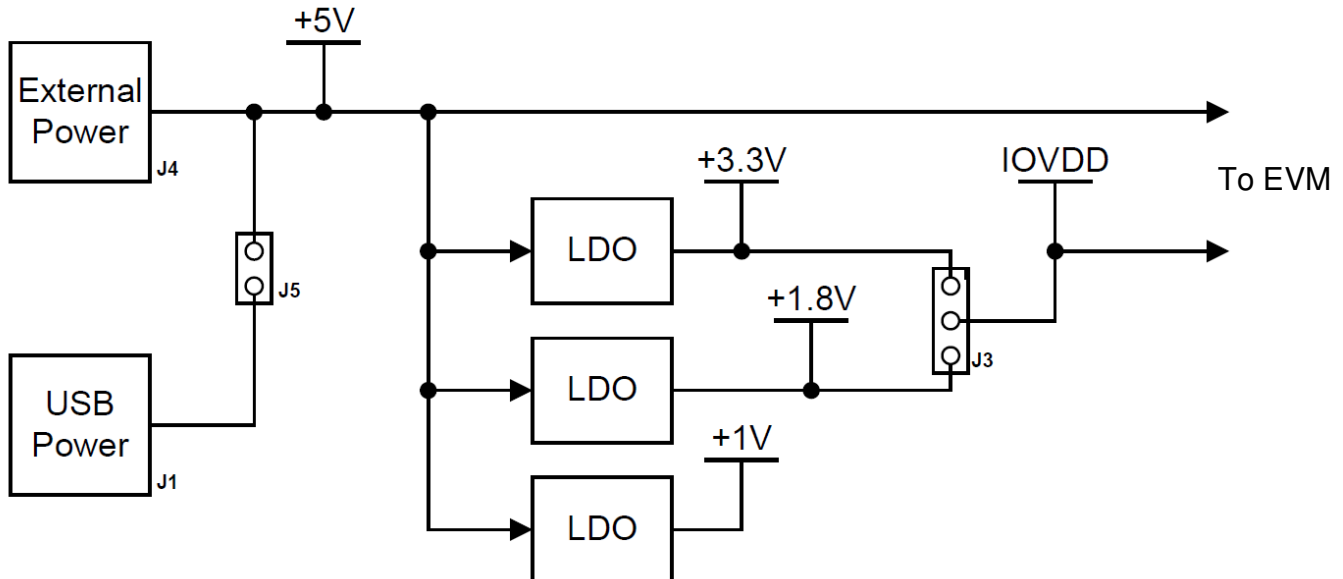 +5V
External
Power
J4
+3.3V
IOVDD
To EVM
LDO
J5
+1.8V
J3
USB
Power
J1
LDO
+1V
LDO